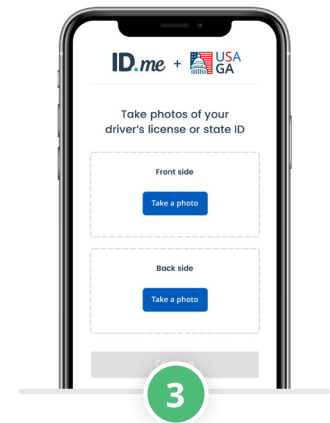 ID.me + USA
GA
Take photos of your
driver's license or state ID
Front side
Take a photo
Back side
Take a photo
3